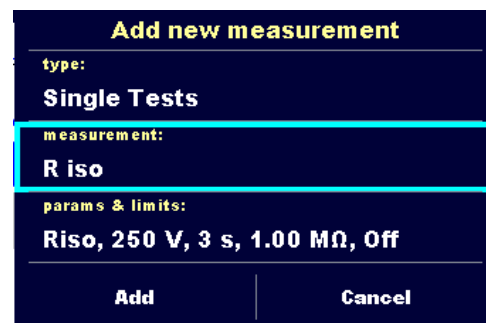 Add new measurement
type:
Single Tests
measurement:
R iso
params & limits:
Riso, 250 V, 3 s, 1.00 MΩ, Off
Add Cancel